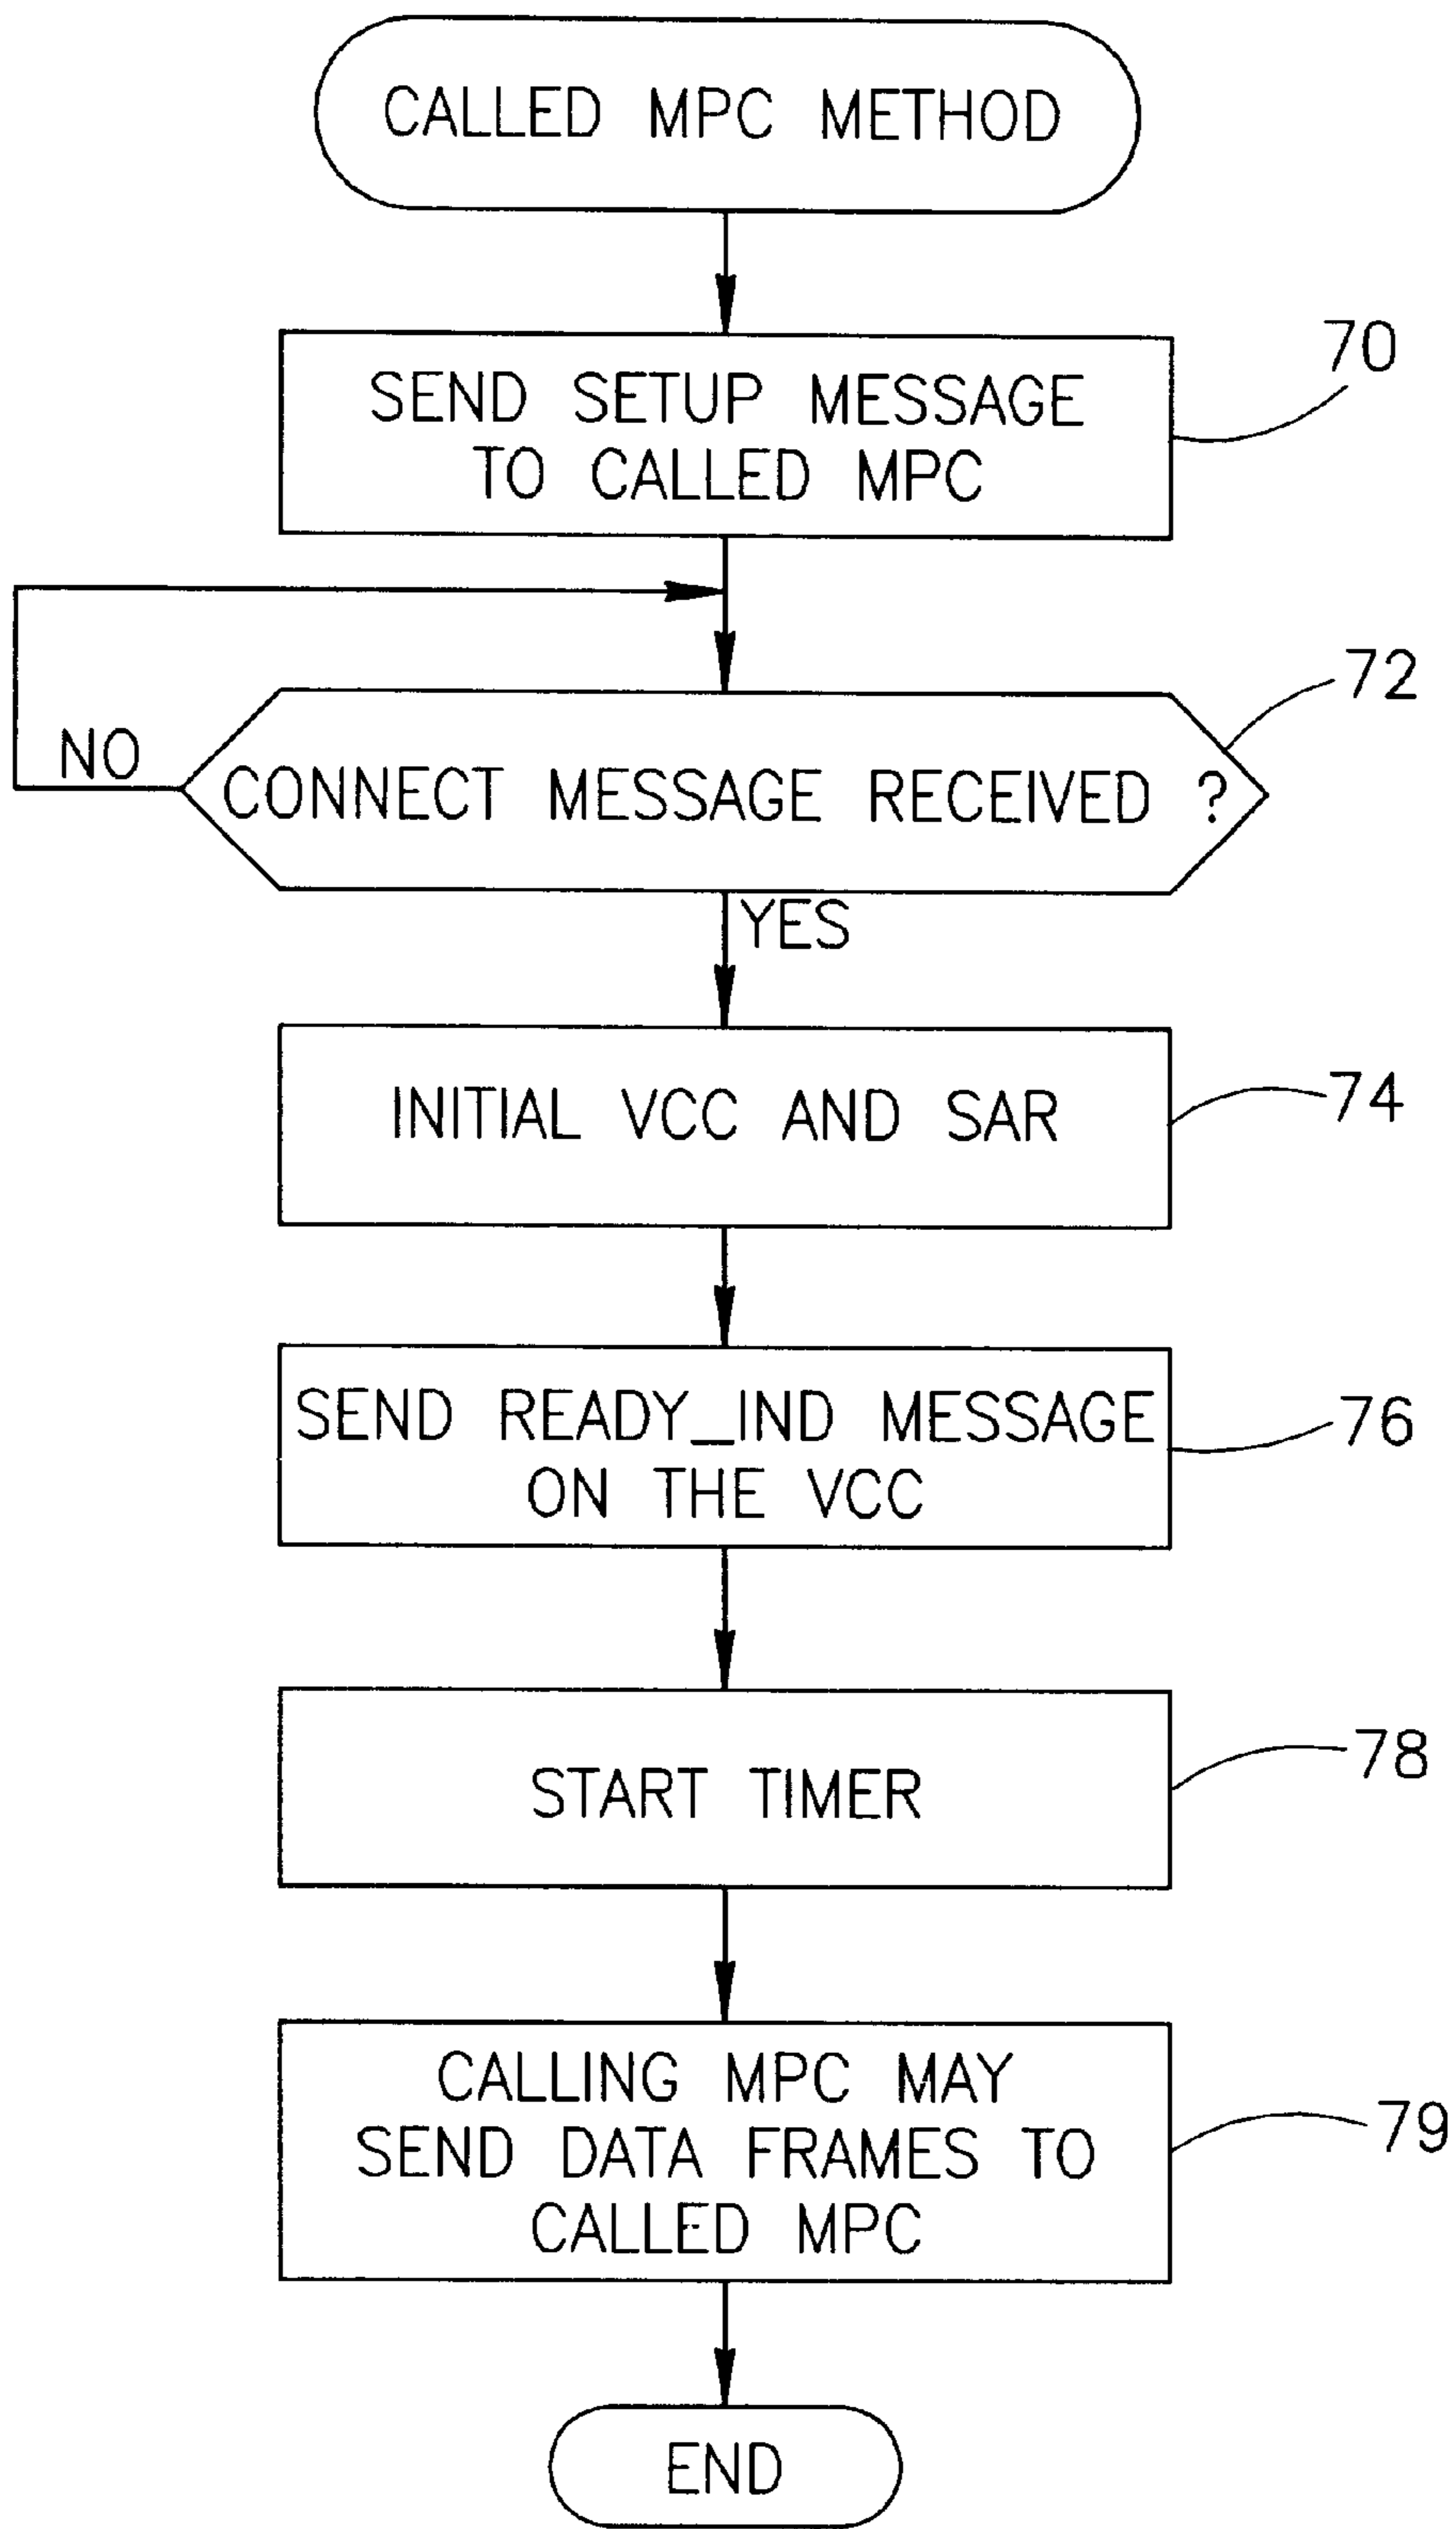 CALLED MPC METHOD
SEND SETUP MESSAGE
TO CALLED MPC
70
72
NO
CONNECT MESSAGE RECEIVED ?
YES
INITIAL VCC AND SAR
74
SEND READY_IND MESSAGE
ON THE VCC
76
START TIMER
78
CALLING MPC MAY
SEND DATA FRAMES TO
CALLED MPC
79
END